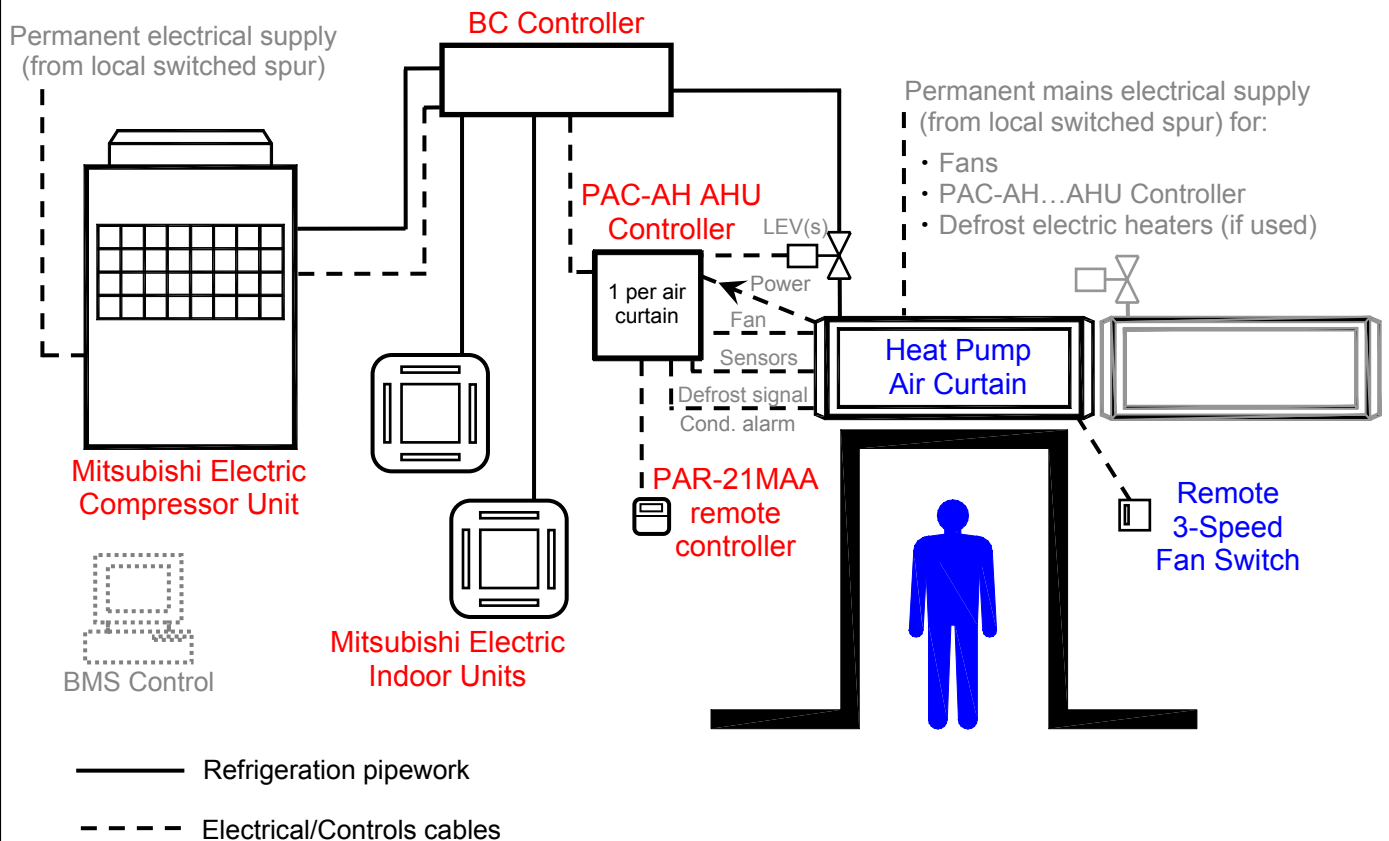 BC Controller
Permanent electrical supply
(from local switched spur)
Permanent mains electrical supply
(from local switched spur) for:
· Fans
· PAC-AH…AHU Controller
· Defrost electric heaters (if used)
PAC-AH AHU
Controller
LEV(s)
1 per air
curtain
Power
Fan
Sensors
Defrost signal
Cond. alarm
Heat Pump
Air Curtain
Mitsubishi Electric
Compressor Unit
PAR-21MAA
remote
controller
Remote
3-Speed
Fan Switch
Mitsubishi Electric
Indoor Units
BMS Control
Refrigeration pipework
Electrical/Controls cables